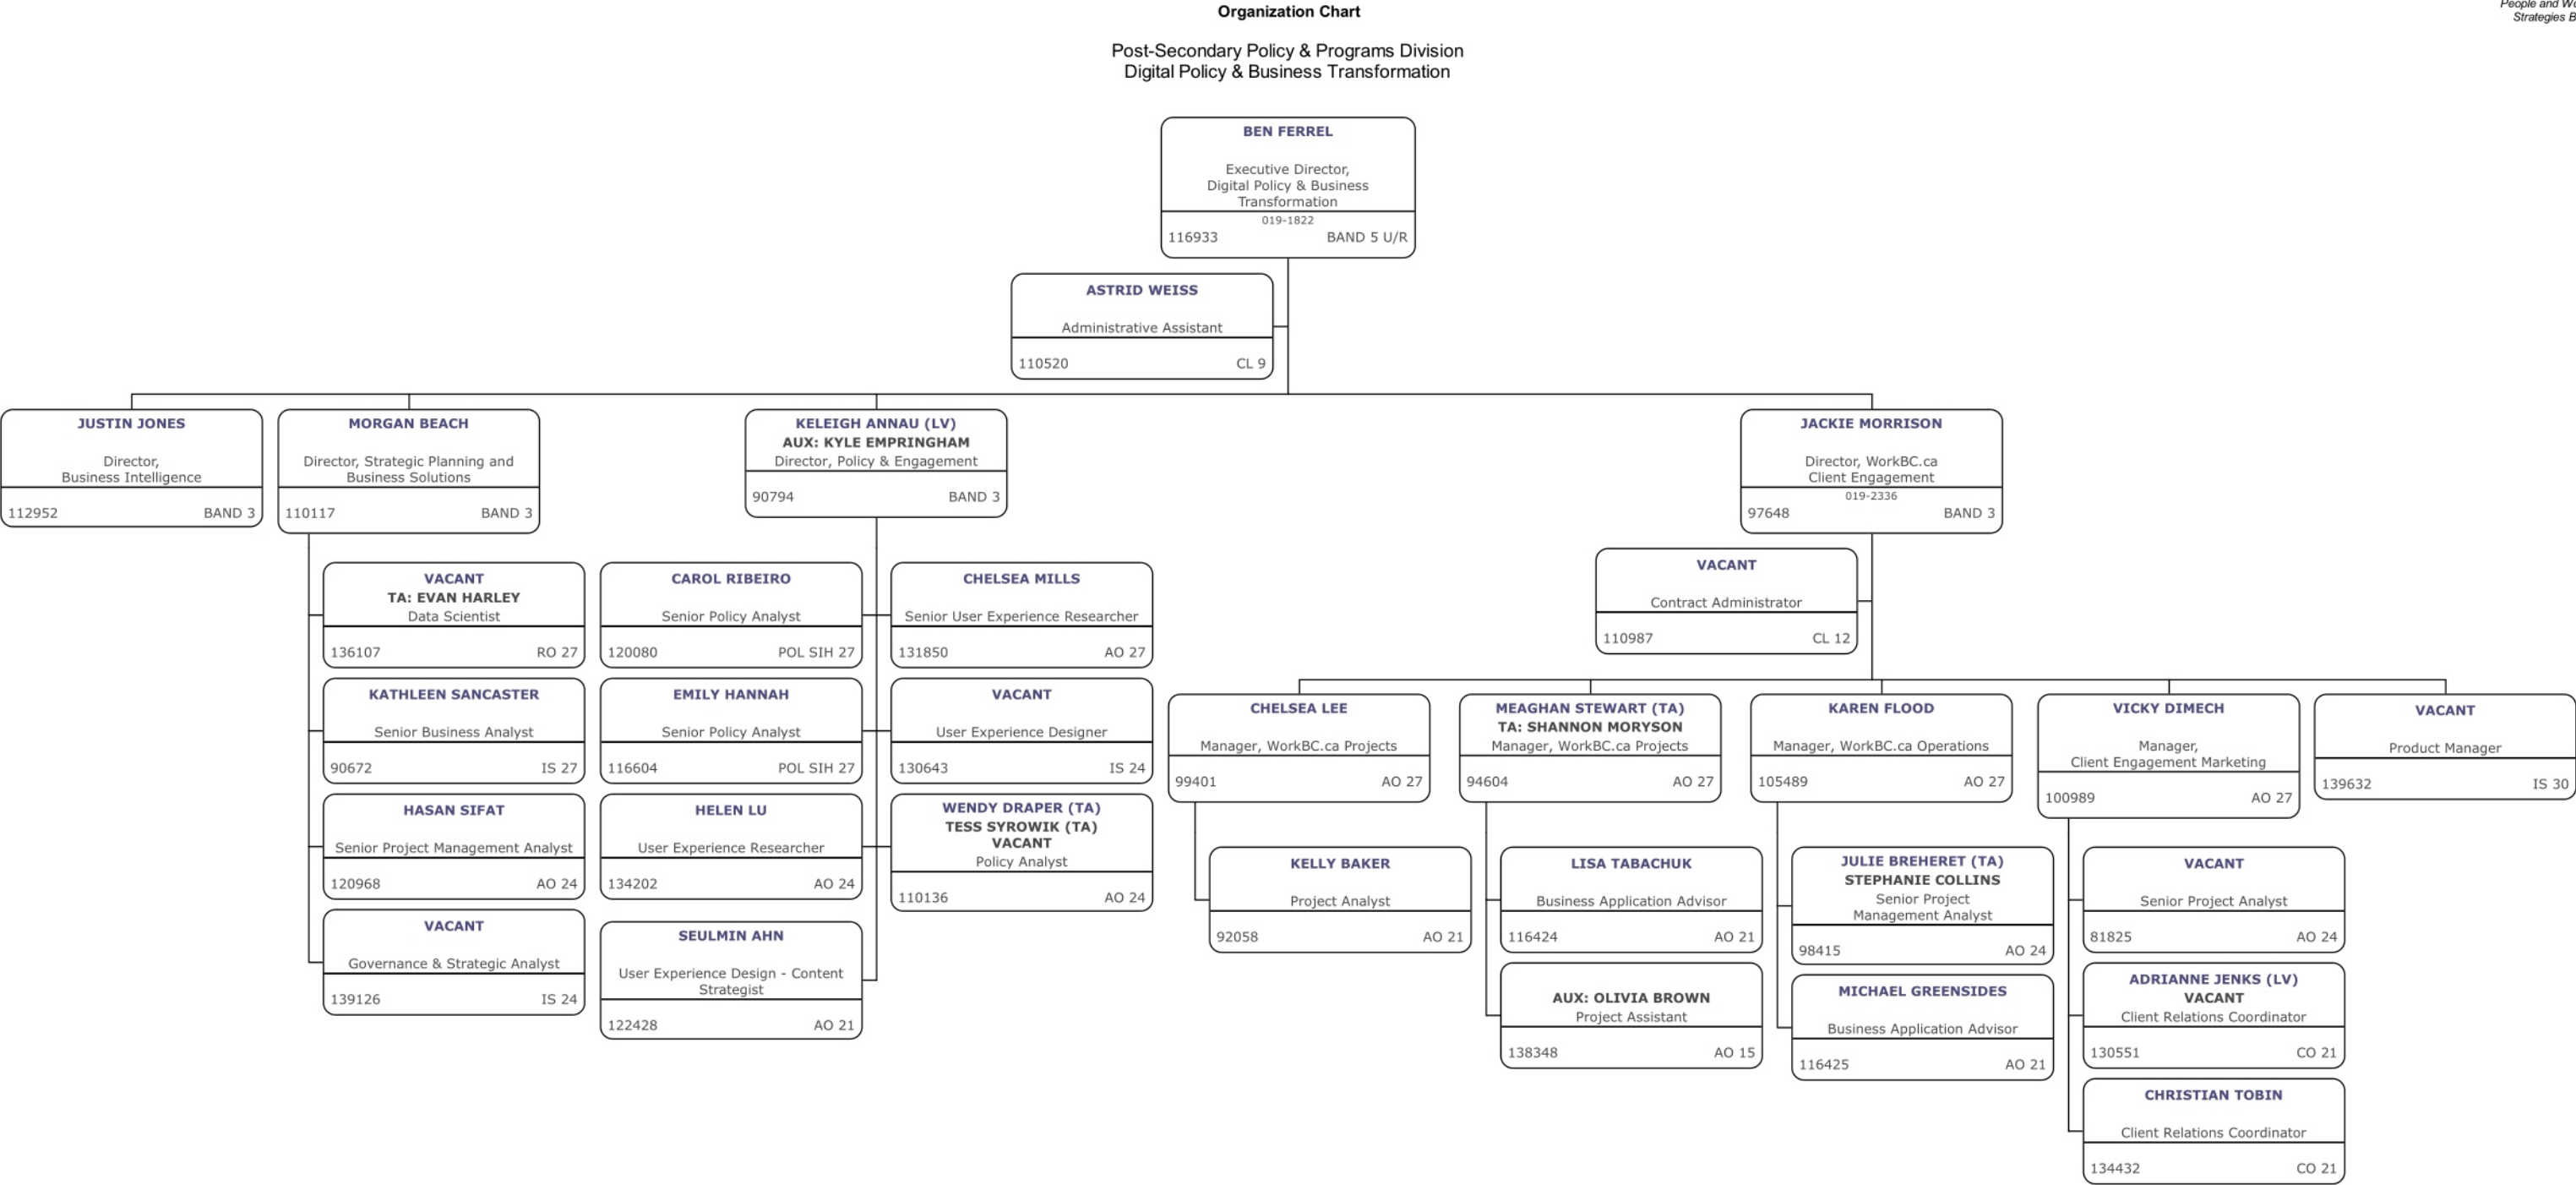 Organization Chart
People and
Strategies
Post-Secondary Policy & Programs Division
Digital Policy & Business Transformation
BEN FERREL
Executive Director,
Digital Policy & Business
Transformation
019-1822
116933 BAND 5 U/R
ASTRID WEISS
Administrative Assistant
110520 CL 9
JUSTIN JONES
Director,
Business Intelligence
112952 BAND 3
MORGAN BEACH
Director, Strategic Planning and
Business Solutions
110117 BAND 3
KELEIGH ANNAU (LV)
AUX: KYLE EMPRINGHAM
Director, Policy & Engagement
90794 BAND 3
JACKIE MORRISON
Director, WorkBC.ca
Client Engagement
019-2336
97648 BAND 3
VACANT
TA: EVAN HARLEY
Data Scientist
136107 RO 27
KATHLEEN SANCASTER
Senior Business Analyst
90672 IS 27
HASAN SIFAT
Senior Project Management Analyst
120968 AO 24
VACANT
Governance & Strategic Analyst
139126 IS 24
CAROL RIBEIRO
Senior Policy Analyst
120080 POL SIH 27
EMILY HANNAH
Senior Policy Analyst
116604 POL SIH 27
HELEN LU
User Experience Researcher
134202 AO 24
SEULMIN AHN
User Experience Design - Content
Strategist
122428 AO 21
CHELSEA MILLS
Senior User Experience Researcher
131850 AO 27
VACANT
User Experience Designer
130643 IS 24
WENDY DRAPER (TA)
TESS SYROWIK (TA)
VACANT
Policy Analyst
110136 AO 24
VACANT
Contract Administrator
110987 CL 12
CHELSEA LEE
Manager, WorkBC.ca Projects
99401 AO 27
KELLY BAKER
Project Analyst
92058 AO 21
MEAGHAN STEWART (TA)
TA: SHANNON MORYSON
Manager, WorkBC.ca Projects
94604 AO 27
LISA TABACHUK
Business Application Advisor
116424 AO 21
AUX: OLIVIA BROWN
Project Assistant
138348 AO 15
KAREN FLOOD
Manager, WorkBC.ca Operations
105489 AO 27
JULIE BREHERET (TA)
STEPHANIE COLLINS
Senior Project
Management Analyst
98415 AO 24
MICHAEL GREENSIDES
Business Application Advisor
116425 AO 21
VICKY DIMECH
Manager,
Client Engagement Marketing
100989 AO 27
VACANT
Senior Project Analyst
81825 AO 24
ADRIANNE JENKS (LV)
VACANT
Client Relations Coordinator
130551 CO 21
CHRISTIAN TOBIN
Client Relations Coordinator
134432 CO 21
VACANT
Product Manager
139632 IS 30